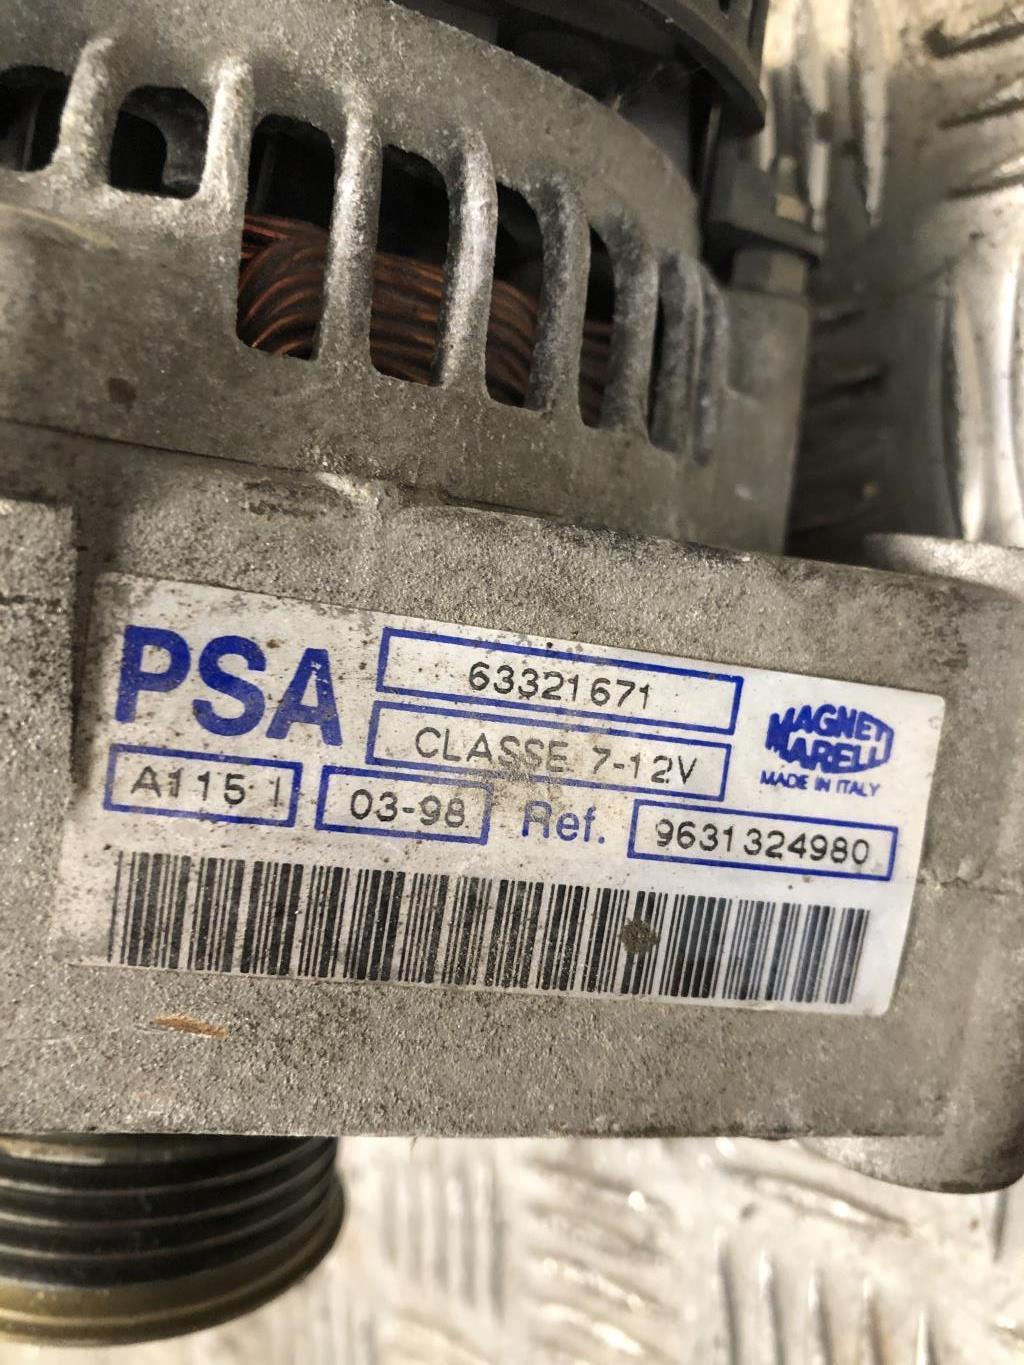 PSA
63321671
CLASSE 7-12V
MAGNETI
MARELLI
MADE IN ITALY
A115 I
03-98
Ref.
9631324980